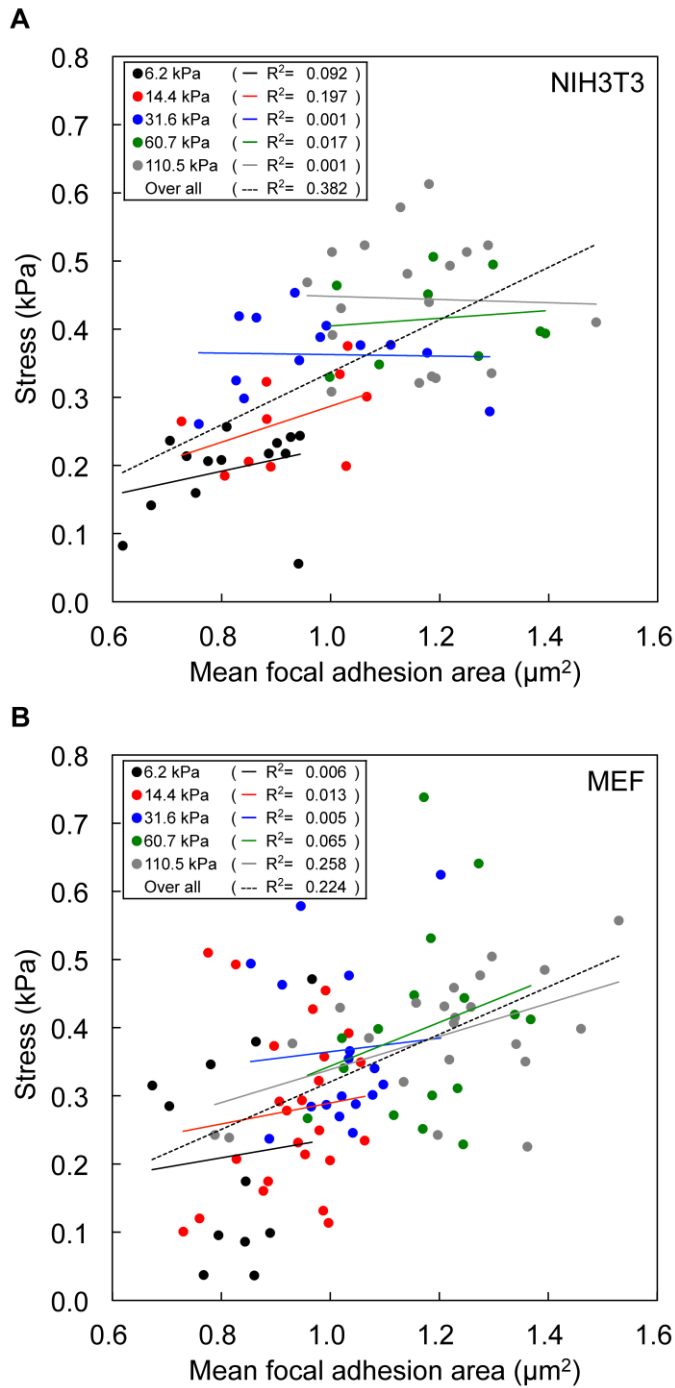 A
NIH3T3
6.2 kPa ( R²= 0.092 )
14.4 kPa ( R²= 0.197 )
31.6 kPa ( R²= 0.001 )
60.7 kPa ( R²= 0.017 )
110.5 kPa ( R²= 0.001 )
Over all ( R²= 0.382 )
0.8
0.7
0.6
0.5
0.4
0.3
0.2
0.1
0.0
Stress (kPa)
0.6 0.8 1.0 1.2 1.4 1.6
Mean focal adhesion area (µm²)
B
MEF
6.2 kPa ( R²= 0.006 )
14.4 kPa ( R²= 0.013 )
31.6 kPa ( R²= 0.005 )
60.7 kPa ( R²= 0.065 )
110.5 kPa ( R²= 0.258 )
Over all ( R²= 0.224 )
0.8
0.7
0.6
0.5
0.4
0.3
0.2
0.1
0.0
Stress (kPa)
0.6 0.8 1.0 1.2 1.4 1.6
Mean focal adhesion area (µm²)